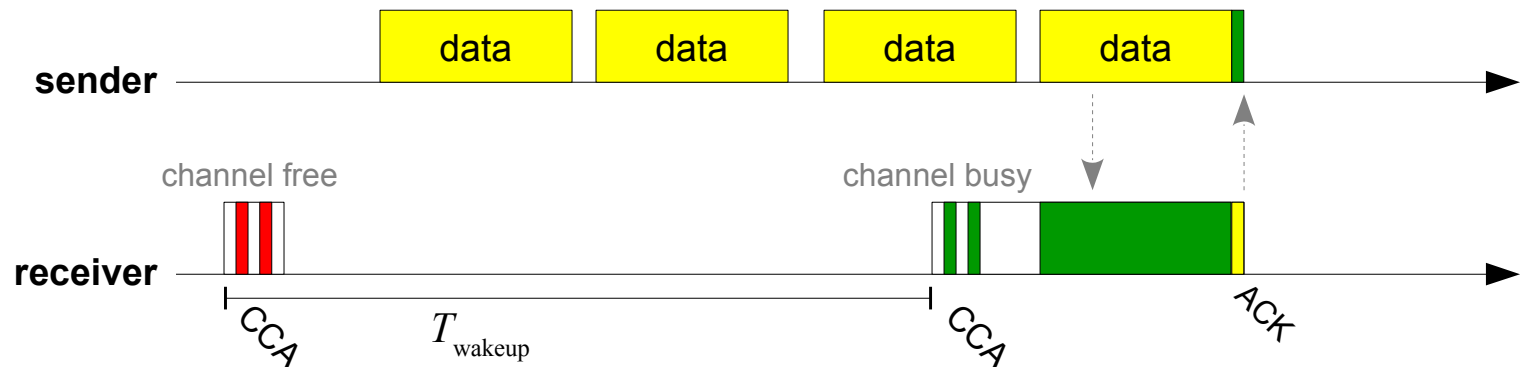 data data data data
sender
channel free channel busy
receiver
CCA T_wakeup CCA ACK